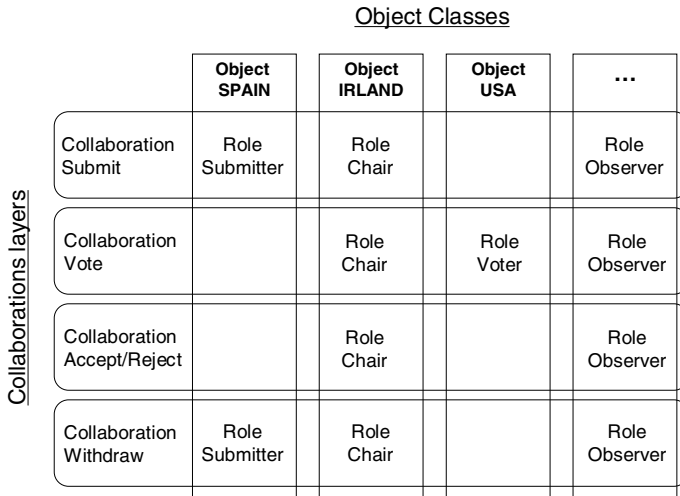 Object Classes
Object
SPAIN
Object
IRLAND
Object
USA
...
Collaborations layers
Collaboration
Submit
Role
Submitter
Role
Chair
Role
Observer
Collaboration
Vote
Role
Chair
Role
Voter
Role
Observer
Collaboration
Accept/Reject
Role
Chair
Role
Observer
Collaboration
Withdraw
Role
Submitter
Role
Chair
Role
Observer